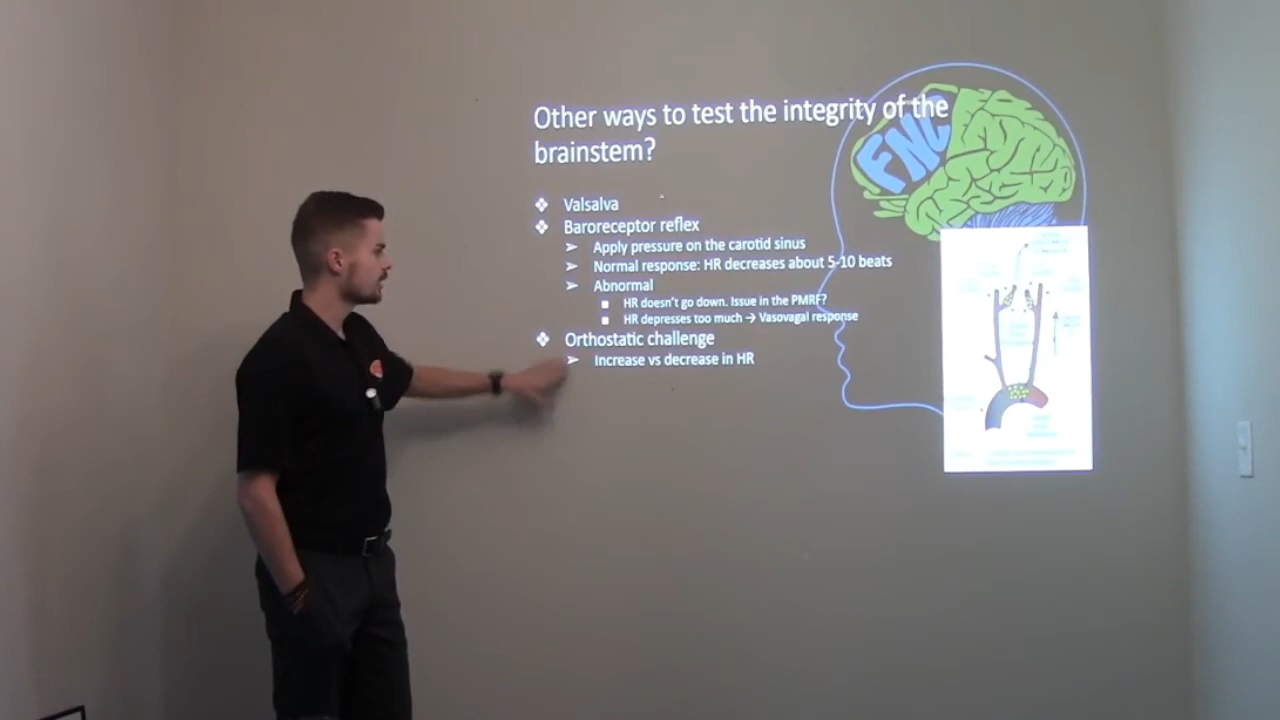 Other ways to test the integrity of the
brainstem?
FNC
❖ Valsalva
❖ Baroreceptor reflex
➢ Apply pressure on the carotid sinus
➢ Normal response: HR decreases about 5-10 beats
➢ Abnormal
■ HR doesn't go down. Issue in the PMRF?
■ HR depresses too much → Vasovagal response
❖ Orthostatic challenge
➢ Increase vs decrease in HR